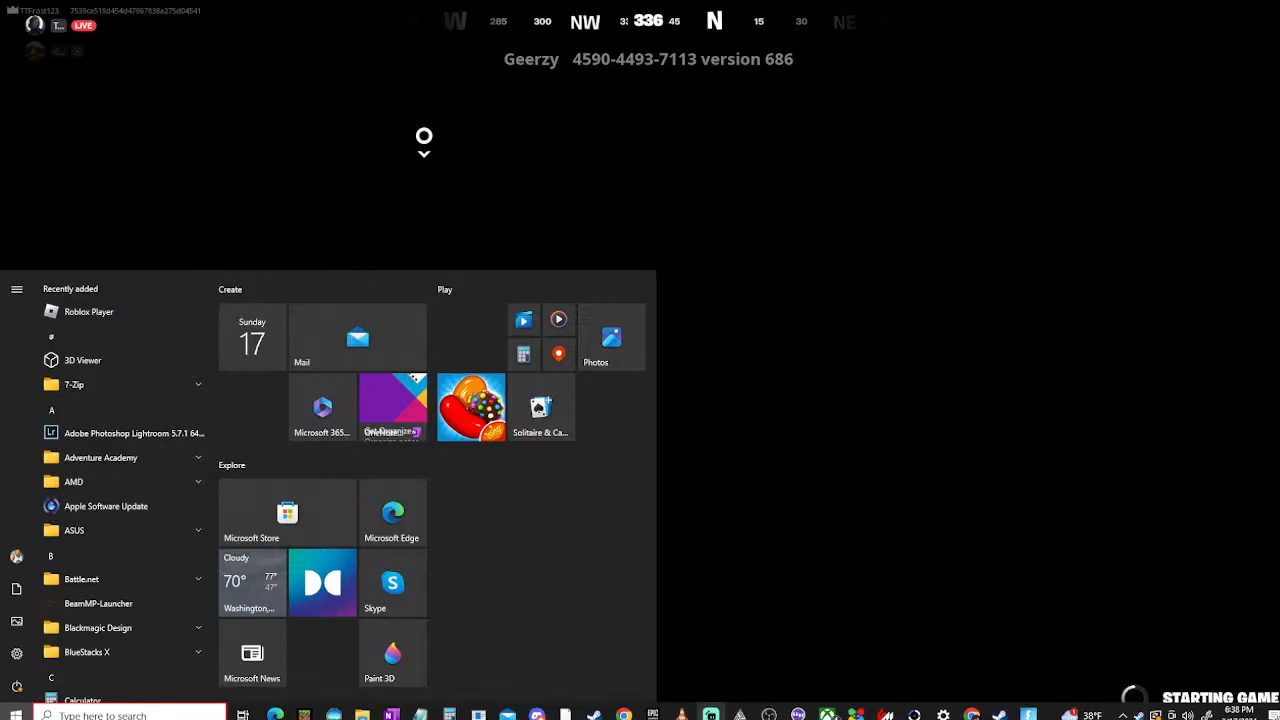 TTFrost123 7539ca518d454d47987838a275d04541
T... LIVE
W 285 300 NW 336 45 N 15 30 NE
Geerzy 4590-4493-7113 version 686
Recently added
Roblox Player
#
3D Viewer
7-Zip
A
Adobe Photoshop Lightroom 5.7.1 64...
Adventure Academy
AMD
Apple Software Update
ASUS
B
Battle.net
BeamMP-Launcher
Blackmagic Design
BlueStacks X
C
Calculator
Create
Sunday
17
Mail
Microsoft 365...
Explore
Microsoft Store
Microsoft Edge
Cloudy
70° 77°
47°
Washington,...
Skype
Microsoft News
Paint 3D
Play
Photos
Solitaire & Ca...
STARTING GAME
Type here to search
38°F
6:38 PM